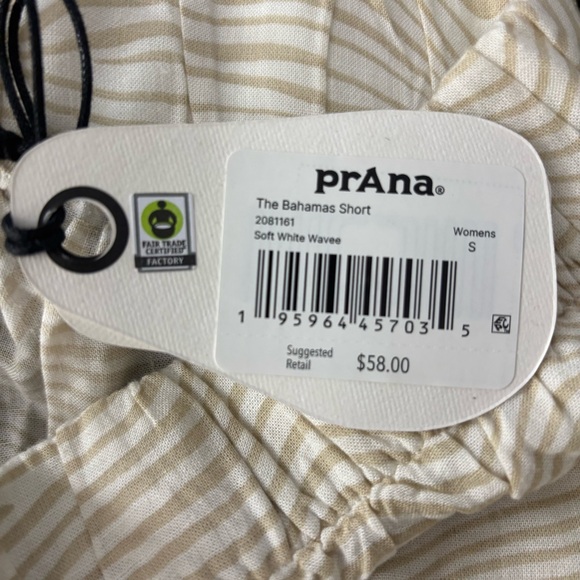 prAna®
The Bahamas Short
2081161
Soft White Wavee
Womens
S
1 95964 45703 5
Suggested
Retail
$58.00
FAIR TRADE
CERTIFIED
FACTORY